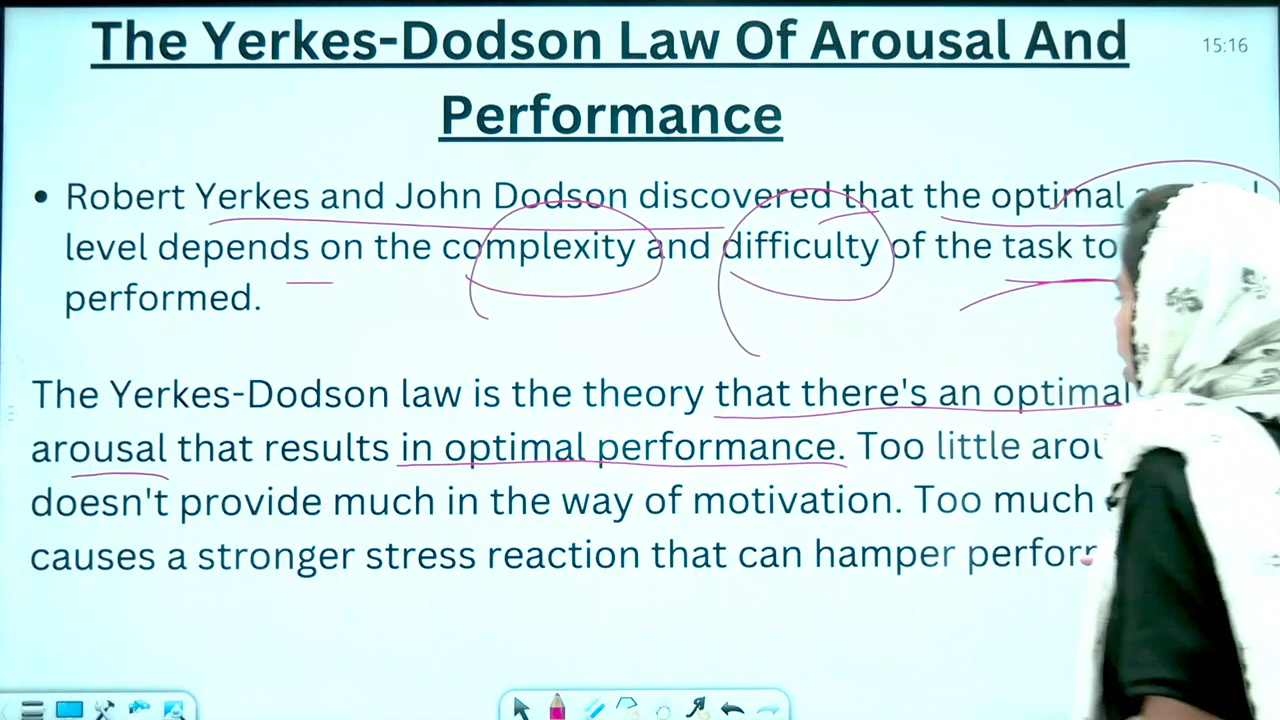 The Yerkes-Dodson Law Of Arousal And
Performance
15:16
• Robert Yerkes and John Dodson discovered that the optimal
level depends on the complexity and difficulty of the task to
performed.
The Yerkes-Dodson law is the theory that there's an optimal
arousal that results in optimal performance. Too little
doesn't provide much in the way of motivation. Too much
causes a stronger stress reaction that can hamper